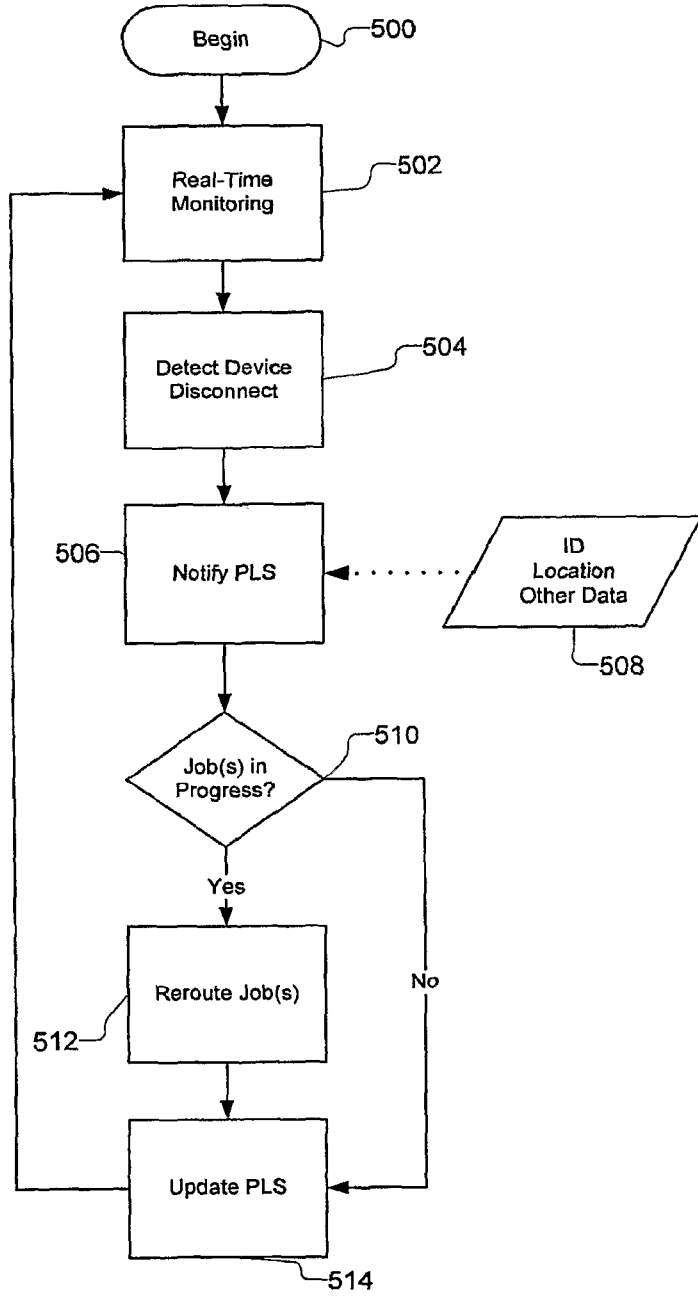 Begin
500
Real-Time
Monitoring
502
Detect Device
Disconnect
504
506
Notify PLS
ID
Location
Other Data
508
Job(s) in
Progress?
510
Yes
No
Reroute Job(s)
512
Update PLS
514